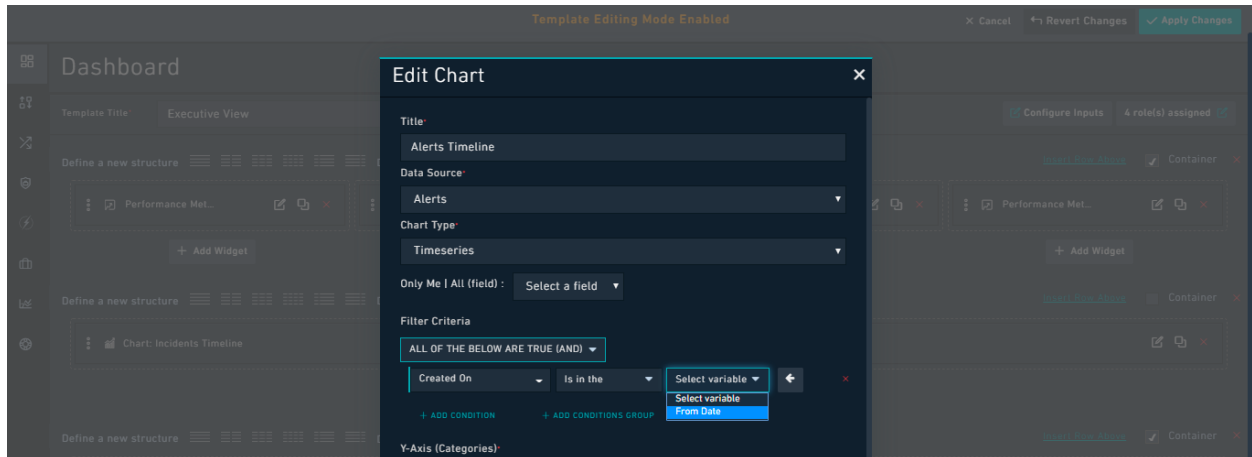 Template Editing Mode Enabled
× Cancel
Revert Changes
Apply Changes
Dashboard
Template Title*
Executive View
Configure Inputs
4 role(s) assigned
Define a new structure
Insert Row Above
Container
Performance Met...
Performance Met...
+ Add Widget
+ Add Widget
Define a new structure
Insert Row Above
Container
Chart: Incidents Timeline
Define a new structure
Insert Row Above
Container
Edit Chart
Title*
Alerts Timeline
Data Source*
Alerts
Chart Type*
Timeseries
Only Me | All (field) :
Select a field
Filter Criteria
ALL OF THE BELOW ARE TRUE (AND)
Created On
Is in the
Select variable
Select variable
From Date
+ ADD CONDITION
+ ADD CONDITIONS GROUP
Y-Axis (Categories)*